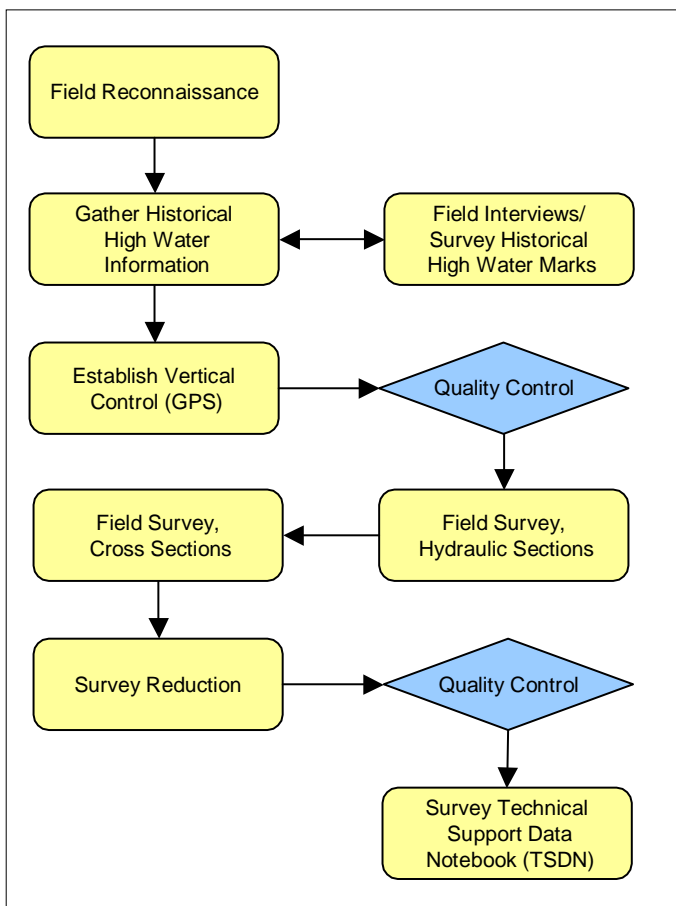 Field Reconnaissance
Gather Historical
High Water
Information
Field Interviews/
Survey Historical
High Water Marks
Establish Vertical
Control (GPS)
Quality Control
Field Survey,
Hydraulic Sections
Field Survey,
Cross Sections
Survey Reduction
Quality Control
Survey Technical
Support Data
Notebook (TSDN)